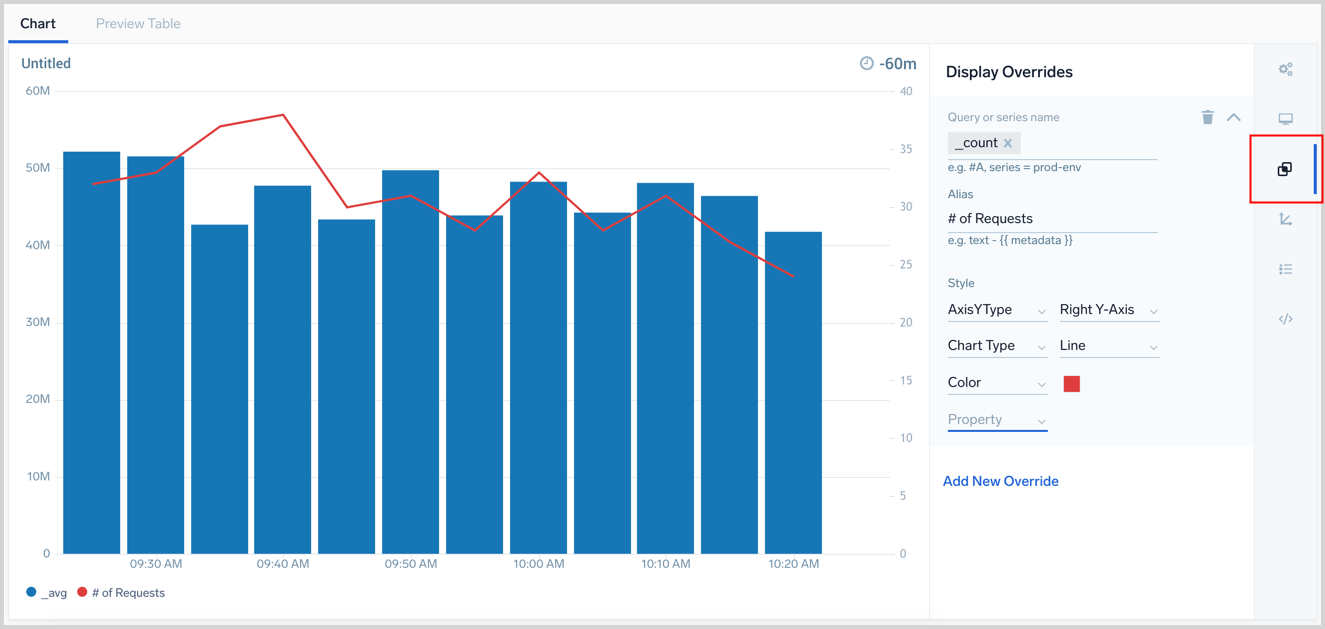 Chart
Preview Table
Untitled
-60m
60M
50M
40M
30M
20M
10M
0
40
35
30
25
20
15
10
5
0
09:30 AM
09:40 AM
09:50 AM
10:00 AM
10:10 AM
10:20 AM
_avg
# of Requests
Display Overrides
Query or series name
_count
e.g. #A, series = prod-env
Alias
# of Requests
e.g. text - {{ metadata }}
Style
AxisYType Right Y-Axis
Chart Type Line
Color
Property
Add New Override